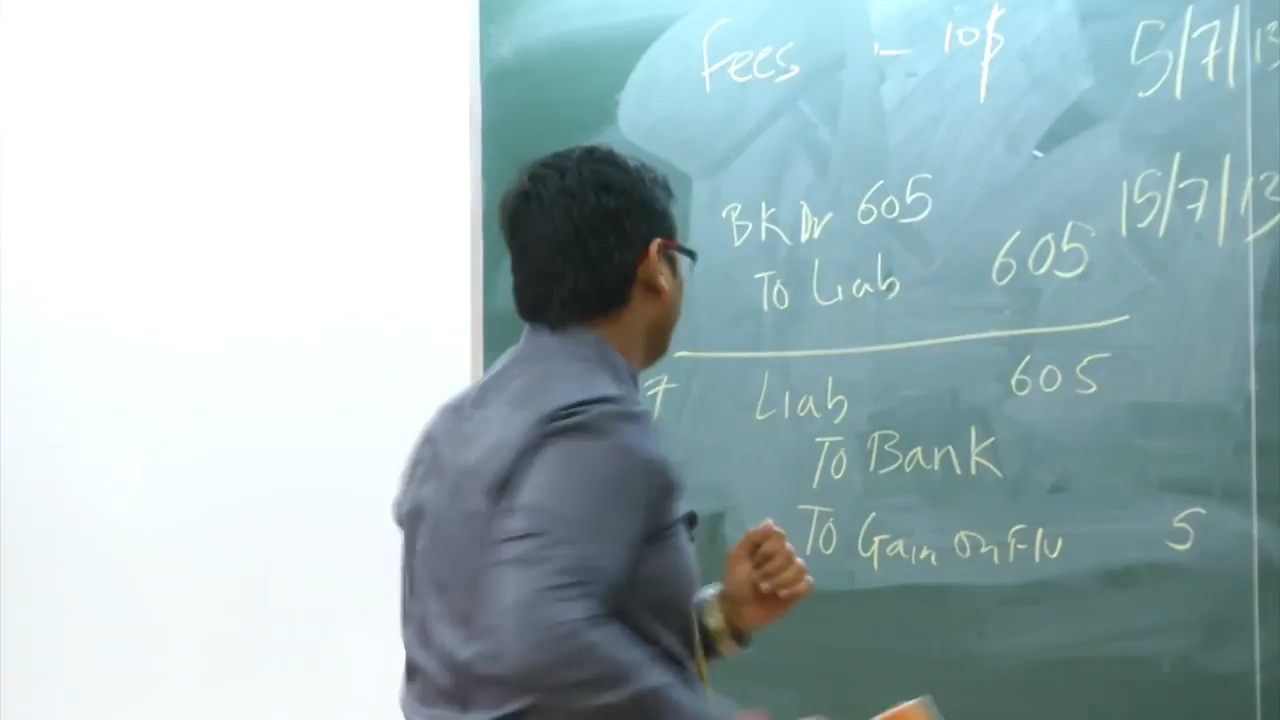 Fees - 10$ 5/7/13
15/7/13
BK Dr 605
To Liab 605
7 Liab 605
To Bank
To Gain on Flu 5